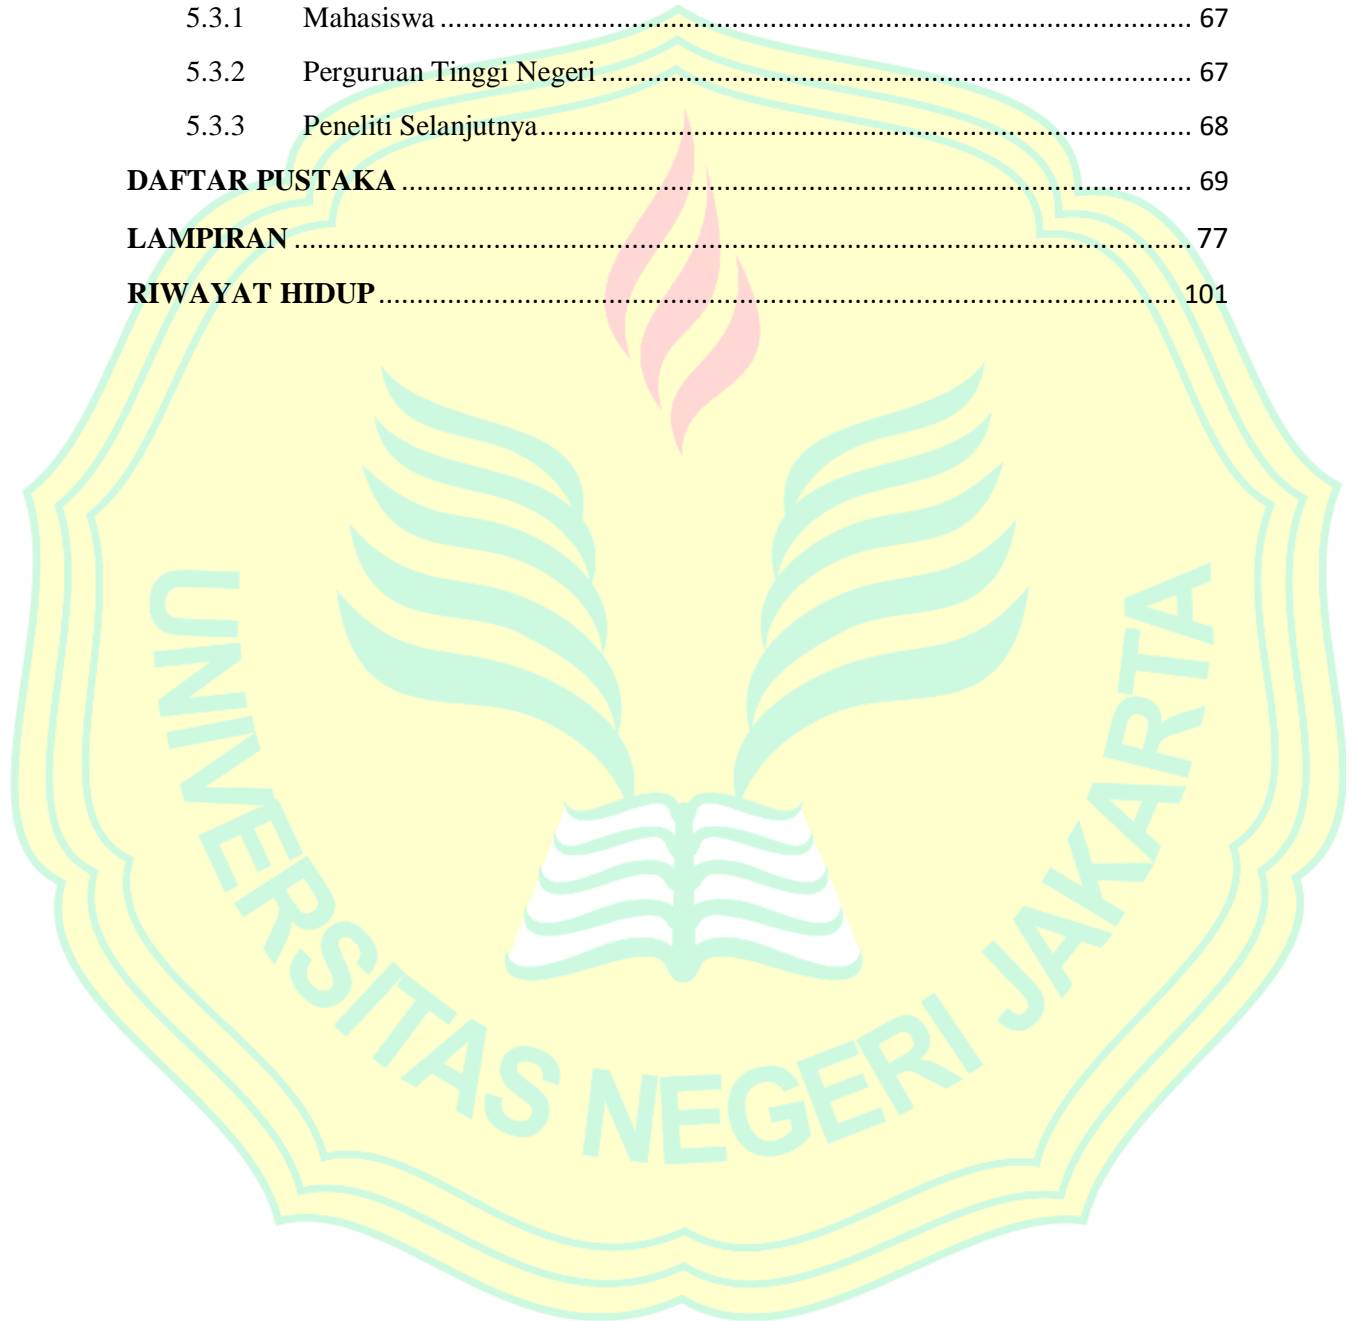 5.3.1 Mahasiswa ........................................ 67
5.3.2 Perguruan Tinggi Negeri ........................................ 67
5.3.3 Peneliti Selanjutnya ........................................ 68
DAFTAR PUSTAKA ........................................ 69
LAMPIRAN ........................................ 77
RIWAYAT HIDUP ........................................ 101
UNIVERSITAS NEGERI JAKARTA